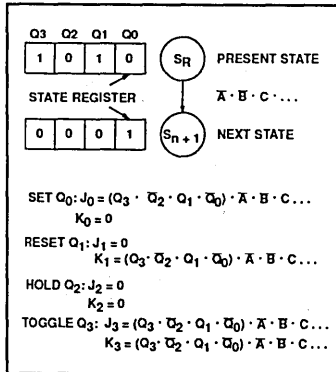 Q3 Q2 Q1 Q0
1 0 1 0
S_R
PRESENT STATE
STATE REGISTER
A̅ · B · C · ...
0 0 0 1
S_n + 1
NEXT STATE
SET Q₀: J₀ = (Q₃ · Q̅₂ · Q₁ · Q̅₀) · A̅ · B · C ...
K₀ = 0
RESET Q₁: J₁ = 0
K₁ = (Q₃ · Q̅₂ · Q₁ · Q̅₀) · A̅ · B · C ...
HOLD Q₂: J₂ = 0
K₂ = 0
TOGGLE Q₃: J₃ = (Q₃ · Q̅₂ · Q₁ · Q̅₀) · A̅ · B · C ...
K₃ = (Q₃ · Q̅₂ · Q₁ · Q̅₀) · A̅ · B · C ...